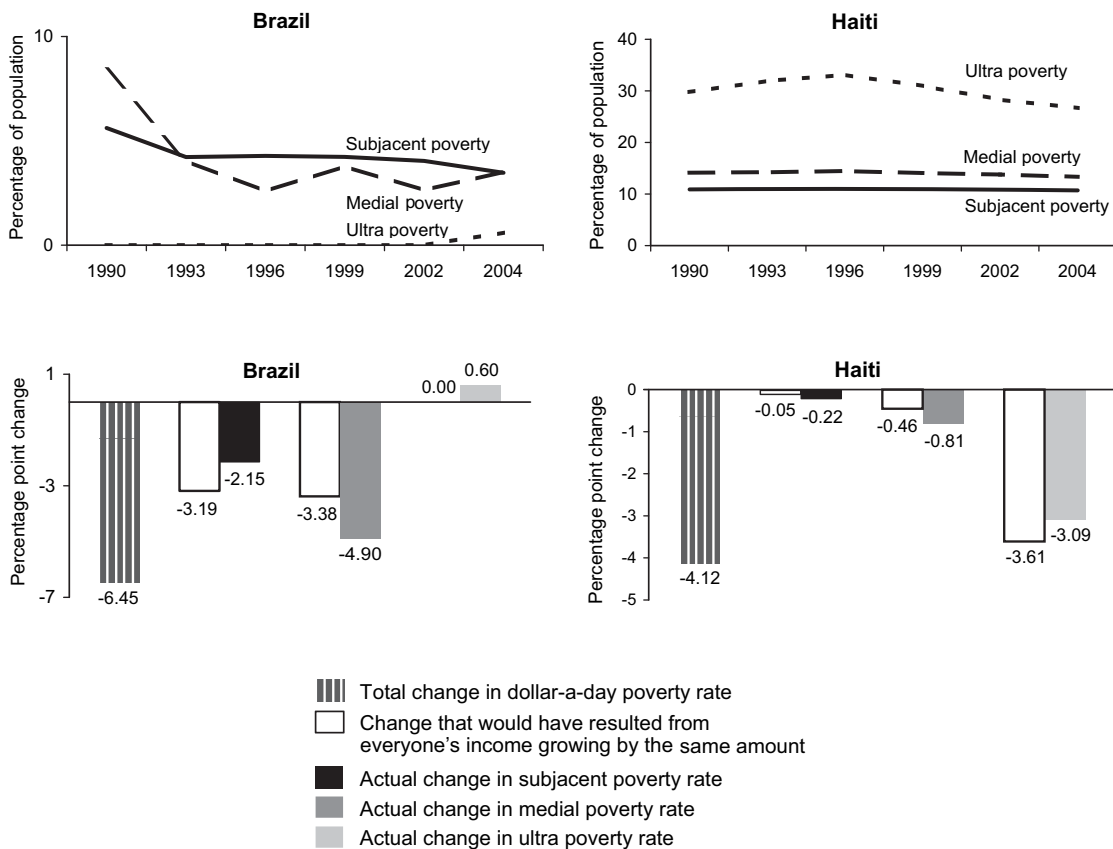 Brazil
Percentage of population
10
0
Subjacent poverty
Medial poverty
Ultra poverty
1990 1993 1996 1999 2002 2004
Haiti
Percentage of population
40
30
20
10
0
Ultra poverty
Medial poverty
Subjacent poverty
1990 1993 1996 1999 2002 2004
Brazil
Percentage point change
1
-3
-7
-6.45
-3.19
-2.15
-3.38
-4.90
0.00
0.60
Haiti
Percentage point change
0
-1
-2
-3
-4
-5
-4.12
-0.05
-0.22
-0.46
-0.81
-3.61
-3.09
Total change in dollar-a-day poverty rate
Change that would have resulted from
everyone's income growing by the same amount
Actual change in subjacent poverty rate
Actual change in medial poverty rate
Actual change in ultra poverty rate